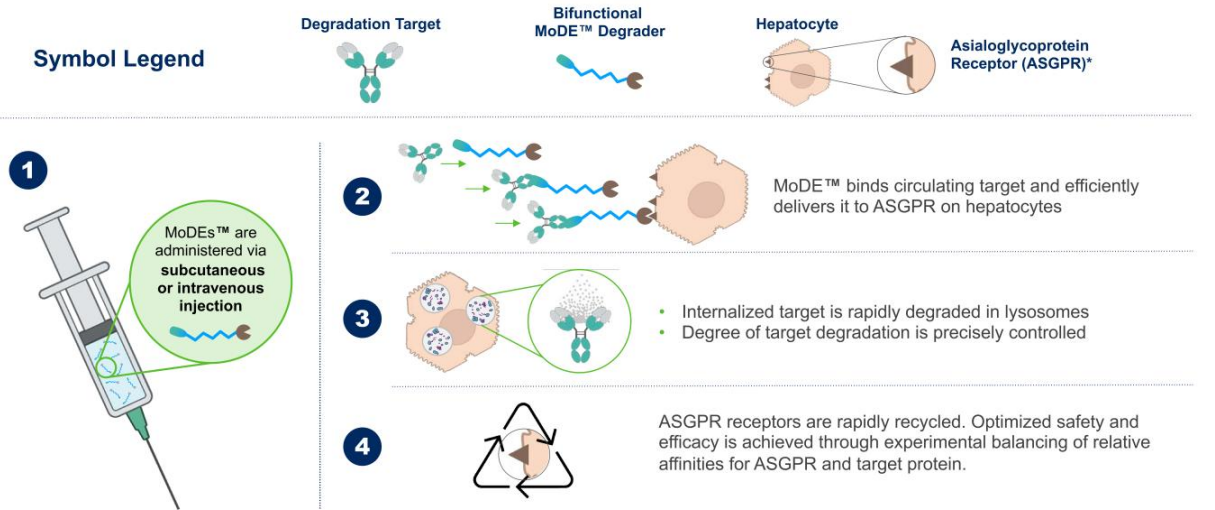 Symbol Legend
Degradation Target
Bifunctional
MoDE™ Degrader
Hepatocyte
Asialoglycoprotein
Receptor (ASGPR)*
1
MoDEs™ are
administered via
subcutaneous
or intravenous
injection
2
MoDE™ binds circulating target and efficiently
delivers it to ASGPR on hepatocytes
3
• Internalized target is rapidly degraded in lysosomes
• Degree of target degradation is precisely controlled
4
ASGPR receptors are rapidly recycled. Optimized safety and
efficacy is achieved through experimental balancing of relative
affinities for ASGPR and target protein.